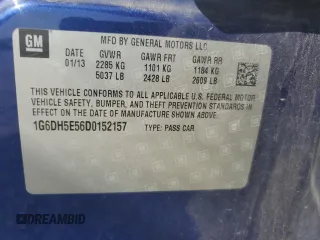 GM
MFD BY GENERAL MOTORS LLC
01/13 GVWR GAWR FRT GAWR RR
2285 KG 1101 KG 1184 KG
5037 LB 2428 LB 2609 LB
THIS VEHICLE CONFORMS TO ALL APPLICABLE U.S. FEDERAL MOTOR
VEHICLE SAFETY, BUMPER, AND THEFT PREVENTION STANDARDS IN
EFFECT ON THE DATE OF MANUFACTURE SHOWN ABOVE.
1G6DH5E56D0152157 TYPE: PASS CAR
GREAT BID